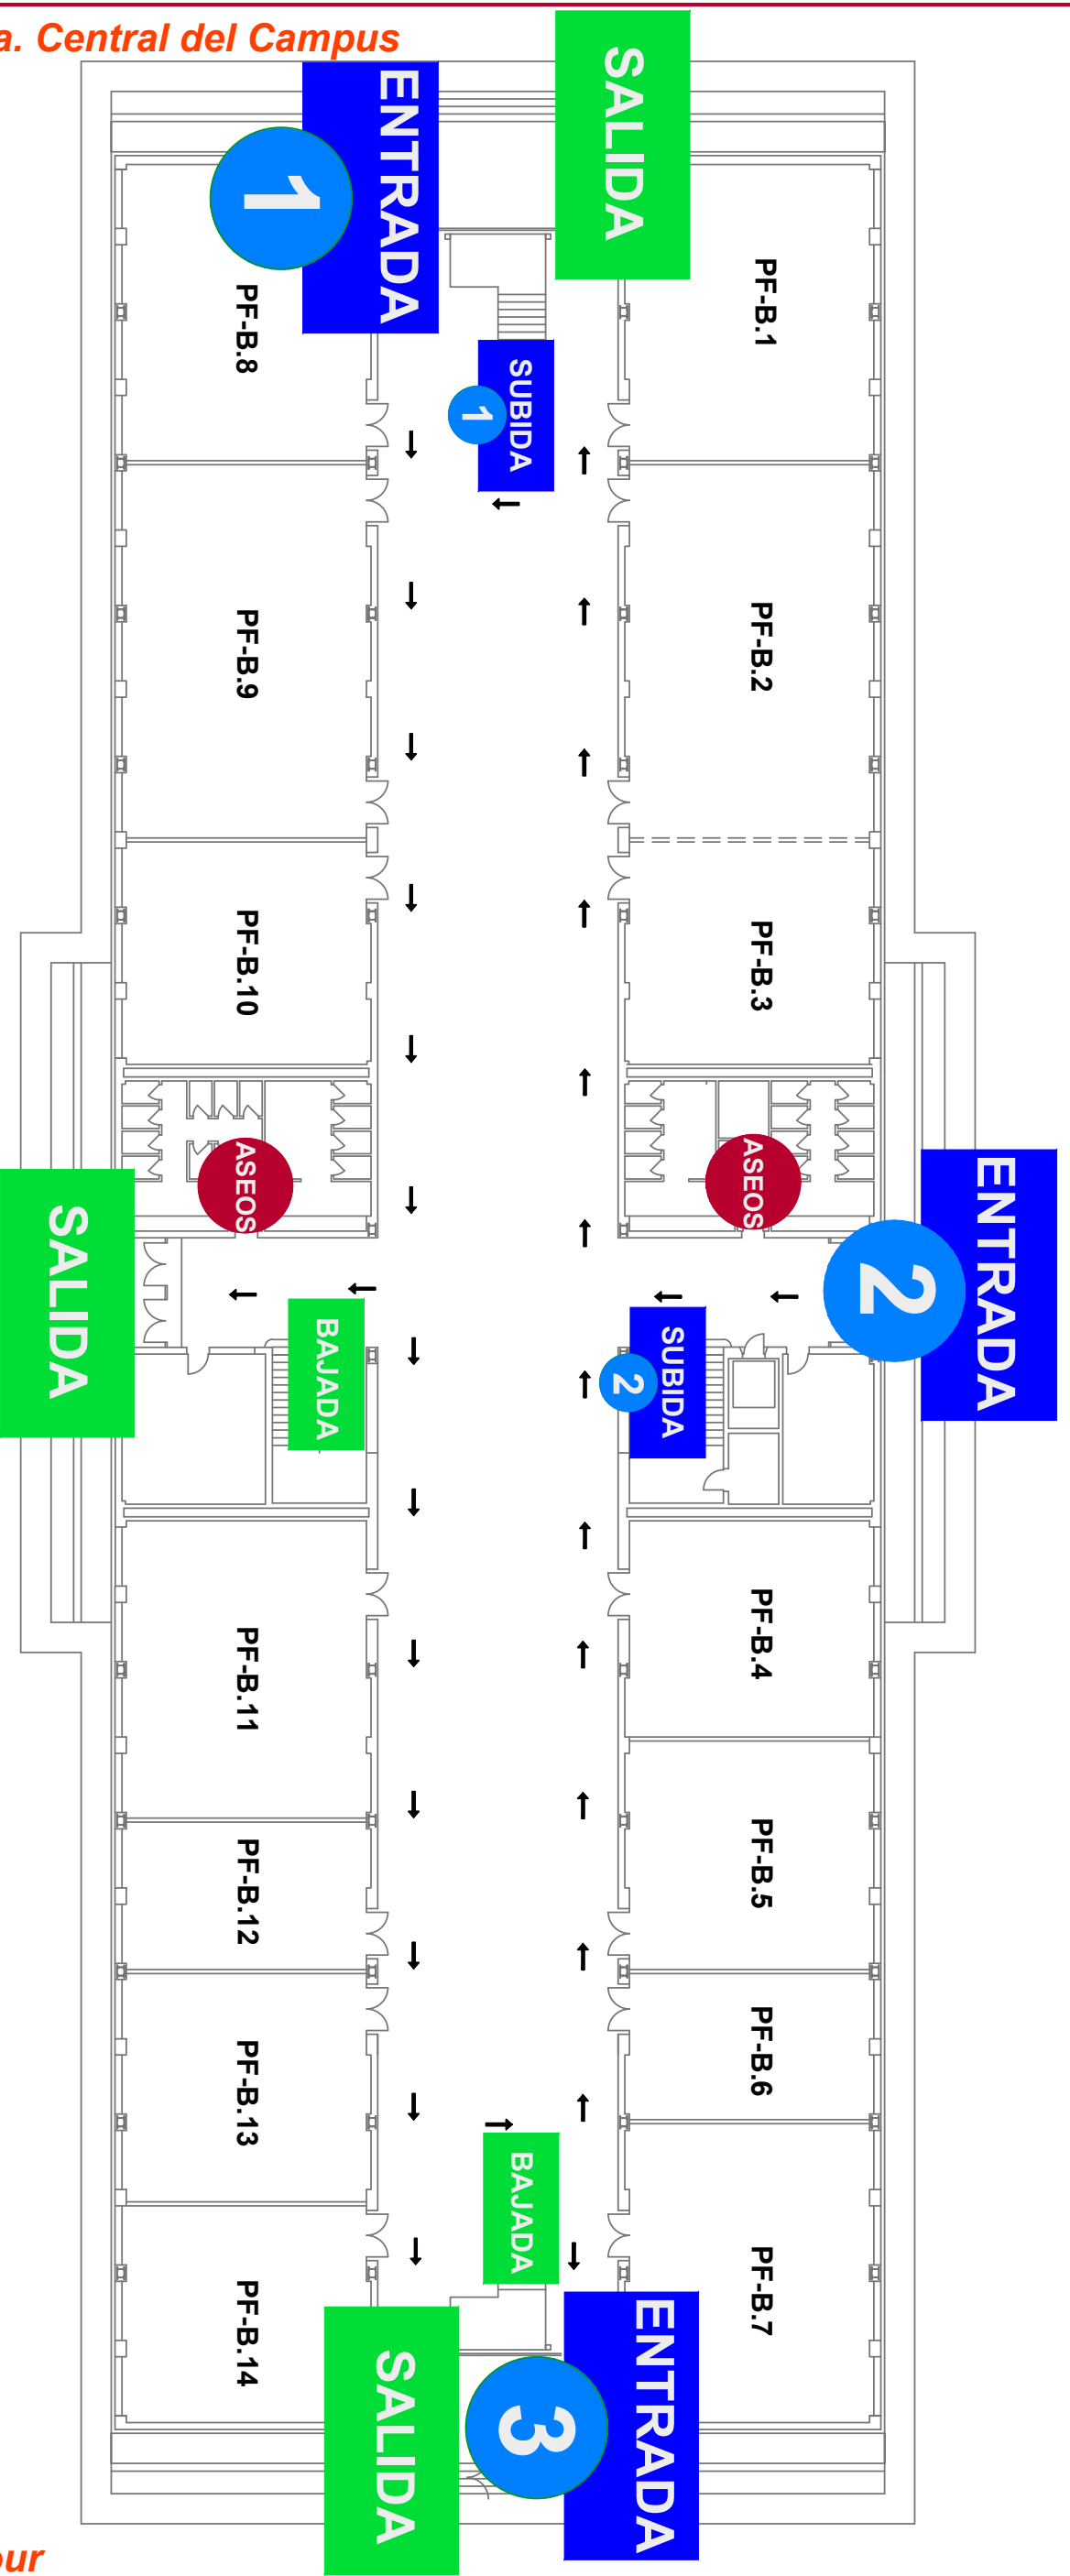 a. Central del Campus
SALIDA
ENTRADA
1
PF-B.1
PF-B.8
SUBIDA
1
PF-B.2
PF-B.9
PF-B.3
PF-B.10
ASEOS
ASEOS
ENTRADA
2
SALIDA
BAJADA
SUBIDA
2
PF-B.4
PF-B.11
PF-B.5
PF-B.12
PF-B.6
PF-B.13
BAJADA
PF-B.7
PF-B.14
ENTRADA
3
SALIDA
our